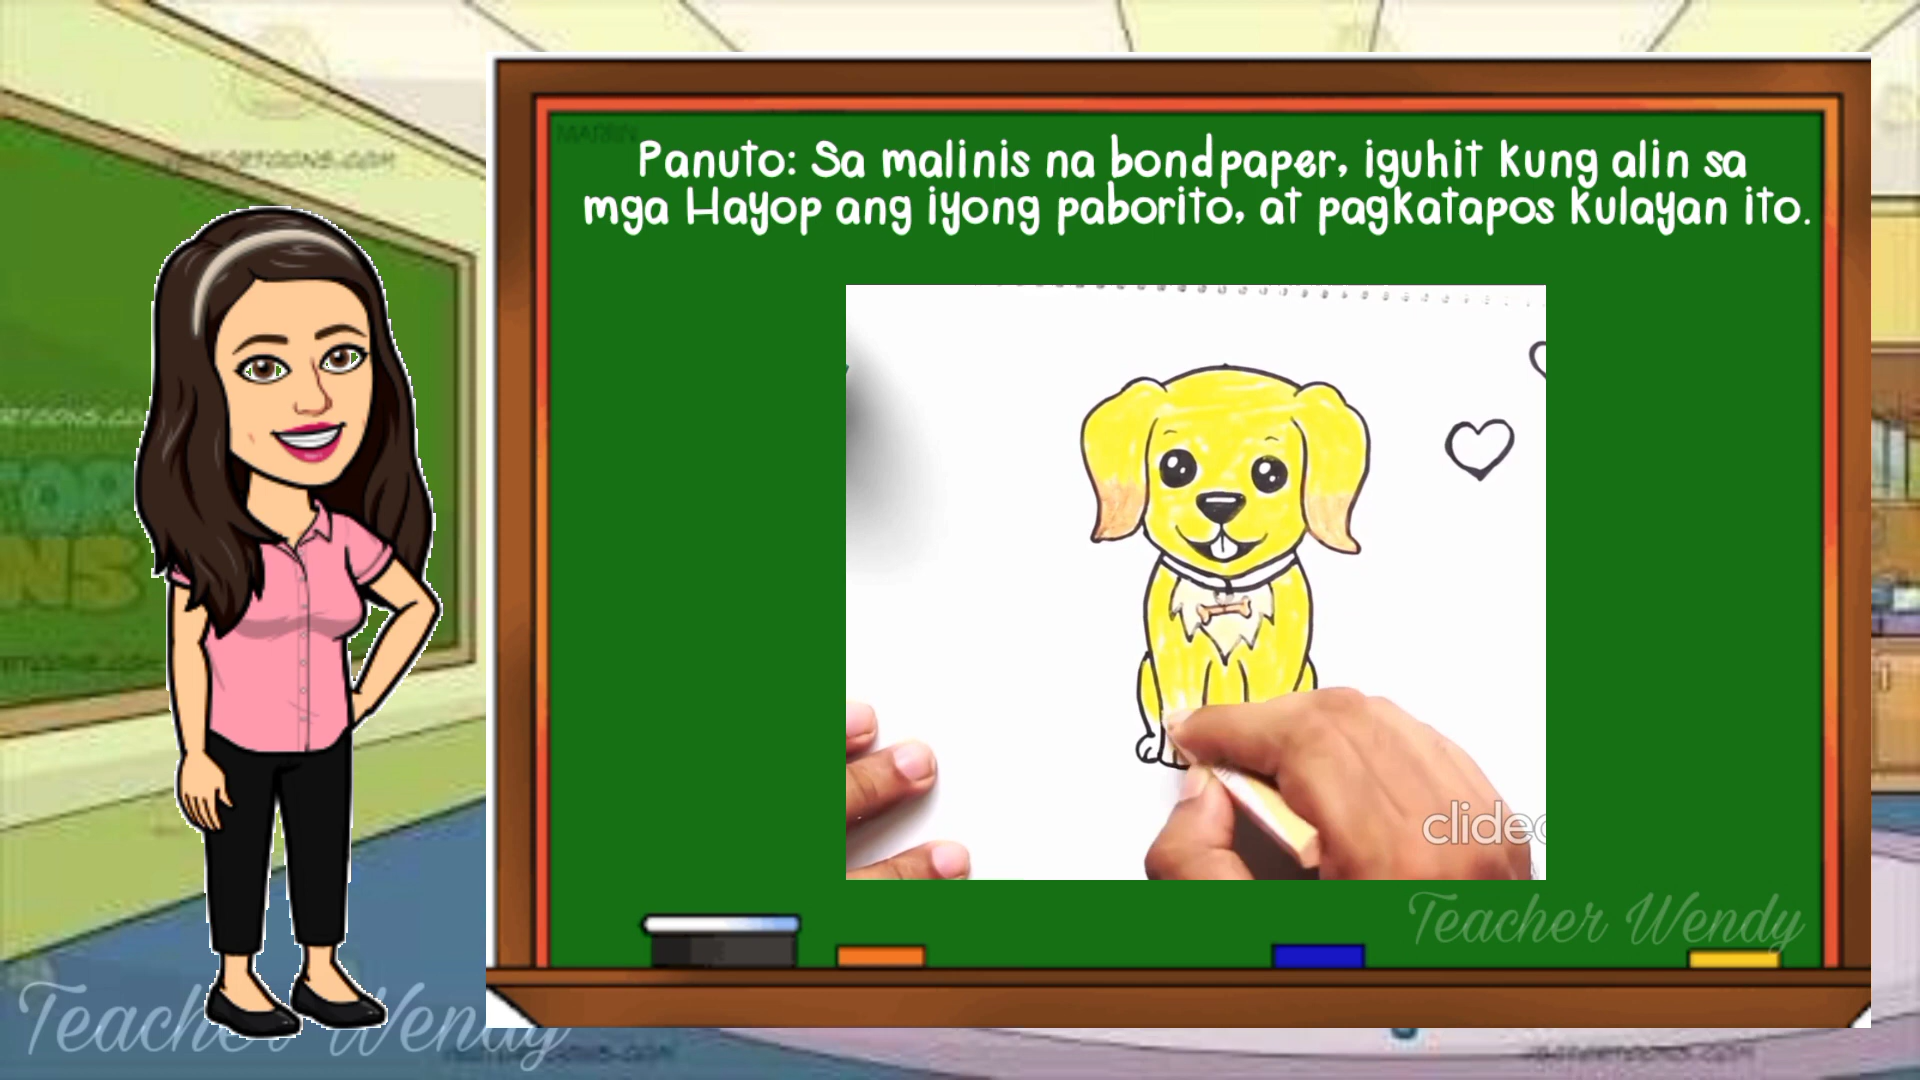 Panuto: Sa malinis na bondpaper, iguhit kung alin sa
mga Hayop ang iyong paborito, at pagkatapos kulayan ito.
Teacher Wendy
Teacher Wendy